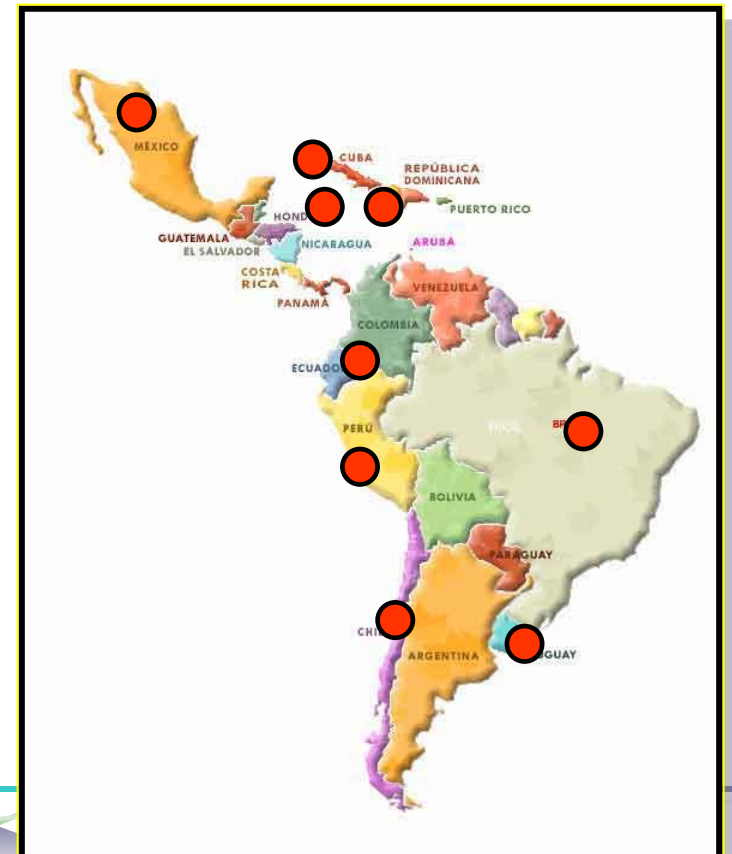 MÉXICO
CUBA
REPÚBLICA
DOMINICANA
PUERTO RICO
HOND
GUATEMALA
EL SALVADOR
NICARAGUA
ARUBA
COSTA
RICA
PANAMÁ
VENEZUELA
COLOMBIA
ECUADO
PERÚ
BR
BOLIVIA
PARAGUAY
CHI
ARGENTINA
GUAY